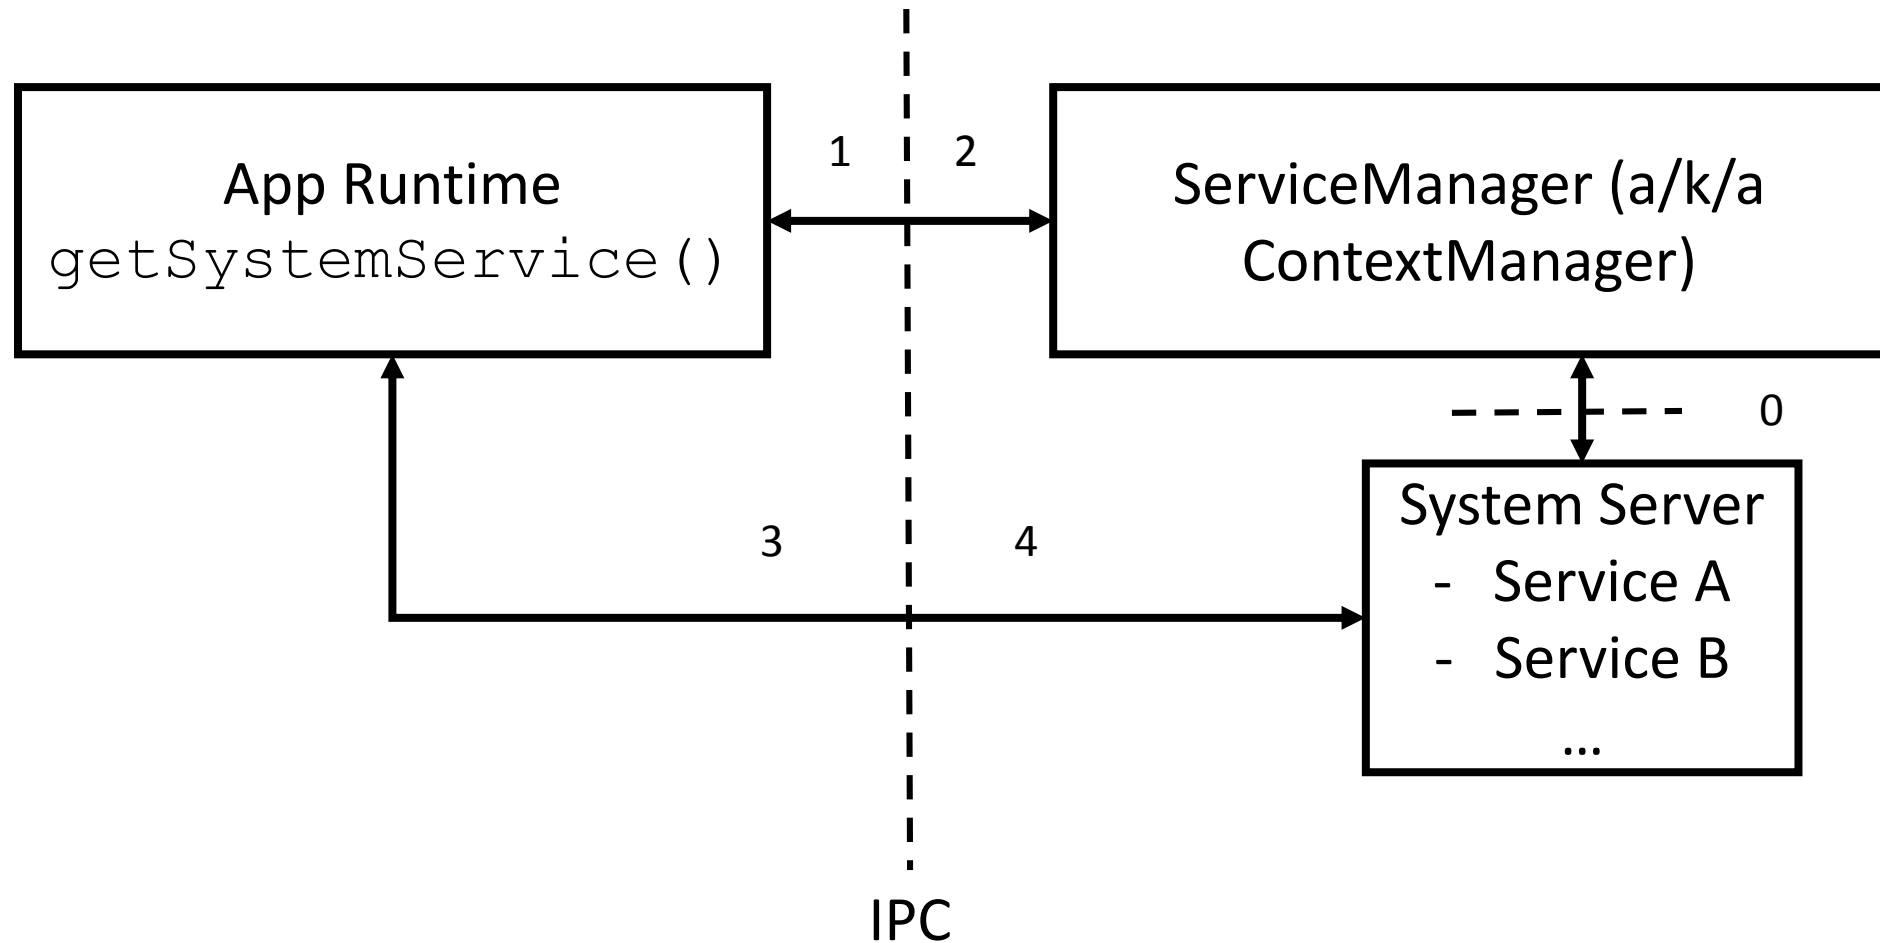 1
2
App Runtime
getSystemService()
ServiceManager (a/k/a
ContextManager)
0
System Server
- Service A
- Service B
...
3
4
IPC